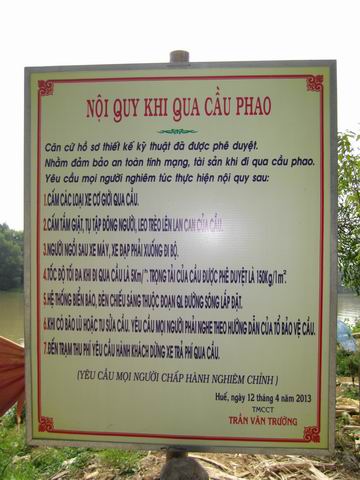 NỘI QUY KHI QUA CẦU PHAO
Căn cứ hồ sơ thiết kế kỹ thuật đã được phê duyệt.
Nhằm đảm bảo an toàn tính mạng, tài sản khi đi qua cầu phao.
Yêu cầu mọi người nghiêm túc thực hiện nội quy sau:
1.CẤM CÁC LOẠI XE CƠ GIỚI QUA CẦU.
2.CẤM TẮM GIẶT, TỤ TẬP ĐÔNG NGƯỜI, LEO TRÈO LÊN LAN CAN CỦA CẦU.
3.NGƯỜI NGỒI SAU XE MÁY, XE ĐẠP PHẢI XUỐNG ĐI BỘ.
4.TỐC ĐỘ TỐI ĐA KHI ĐI QUA CẦU LÀ 5Km/h. TRỌNG TẢI CỦA CẦU ĐƯỢC PHÊ DUYỆT LÀ 150Kg/1m².
5.HỆ THỐNG BIỂN BÁO, ĐÈN CHIẾU SÁNG THUỘC ĐOẠN QL ĐƯỜNG SÔNG LẮP ĐẶT.
6.KHI CÓ BÃO LŨ HOẶC TU SỬA CẦU. YÊU CẦU MỌI NGƯỜI PHẢI NGHE THEO HƯỚNG DẪN CỦA TỔ BẢO VỆ CẦU.
7.ĐẾN TRẠM THU PHÍ YÊU CẦU HÀNH KHÁCH DỪNG XE TRẢ PHÍ QUA CẦU.
(YÊU CẦU MỌI NGƯỜI CHẤP HÀNH NGHIÊM CHỈNH)
Huế, ngày 12 tháng 4 năm 2013
TMCCT
TRẦN VĂN TRƯỜNG